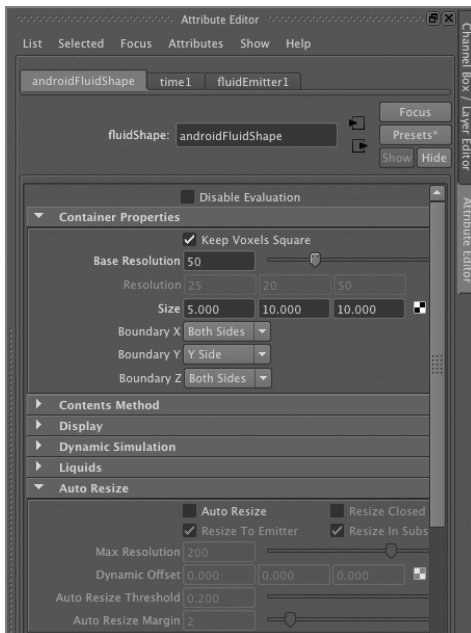 Attribute Editor
List Selected Focus Attributes Show Help
androidFluidShape time1 fluidEmitter1
fluidShape: androidFluidShape
Focus
Presets*
Show Hide
Disable Evaluation
Container Properties
Keep Voxels Square
Base Resolution 50
Resolution 25 20 50
Size 5.000 10.000 10.000
Boundary X Both Sides
Boundary Y Y Side
Boundary Z Both Sides
Contents Method
Display
Dynamic Simulation
Liquids
Auto Resize
Auto Resize Resize Closed
Resize To Emitter Resize In Subs
Max Resolution 200
Dynamic Offset 0.000 0.000 0.000
Auto Resize Threshold 0.200
Auto Resize Margin 2
Channel Box / Layer Editor
Attribute Editor